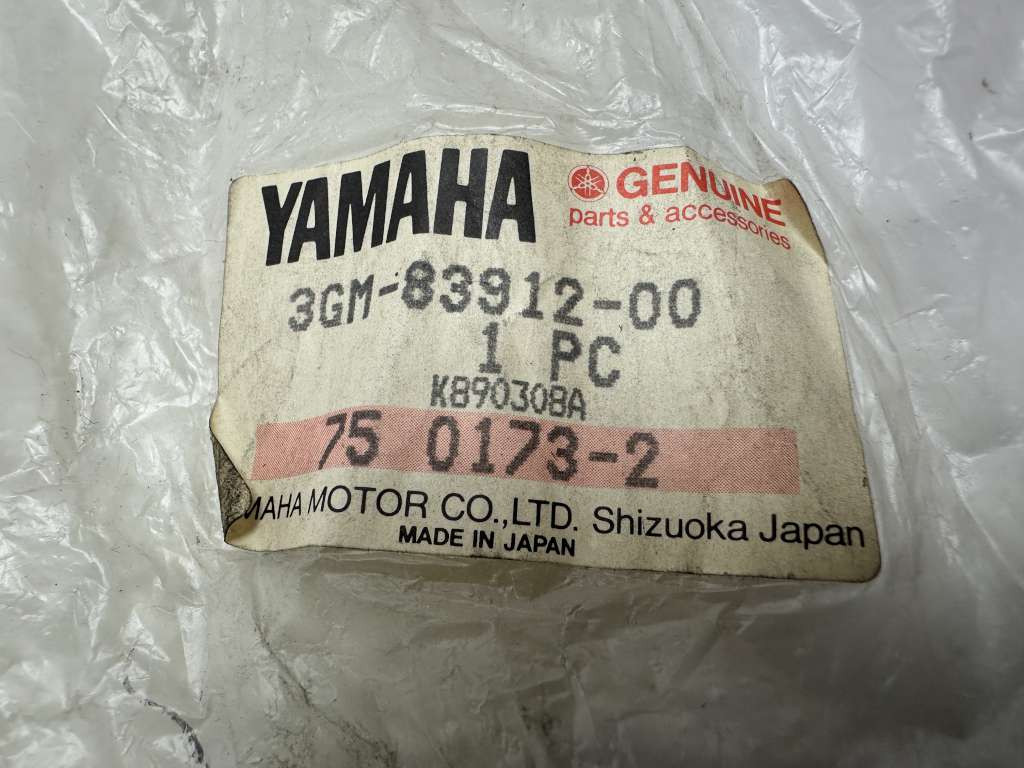 YAMAHA GENUINE
parts & accessories
3GM-83912-00
1 PC
K890308A
75 0173-2
MAHA MOTOR CO.,LTD. Shizuoka Japan
MADE IN JAPAN